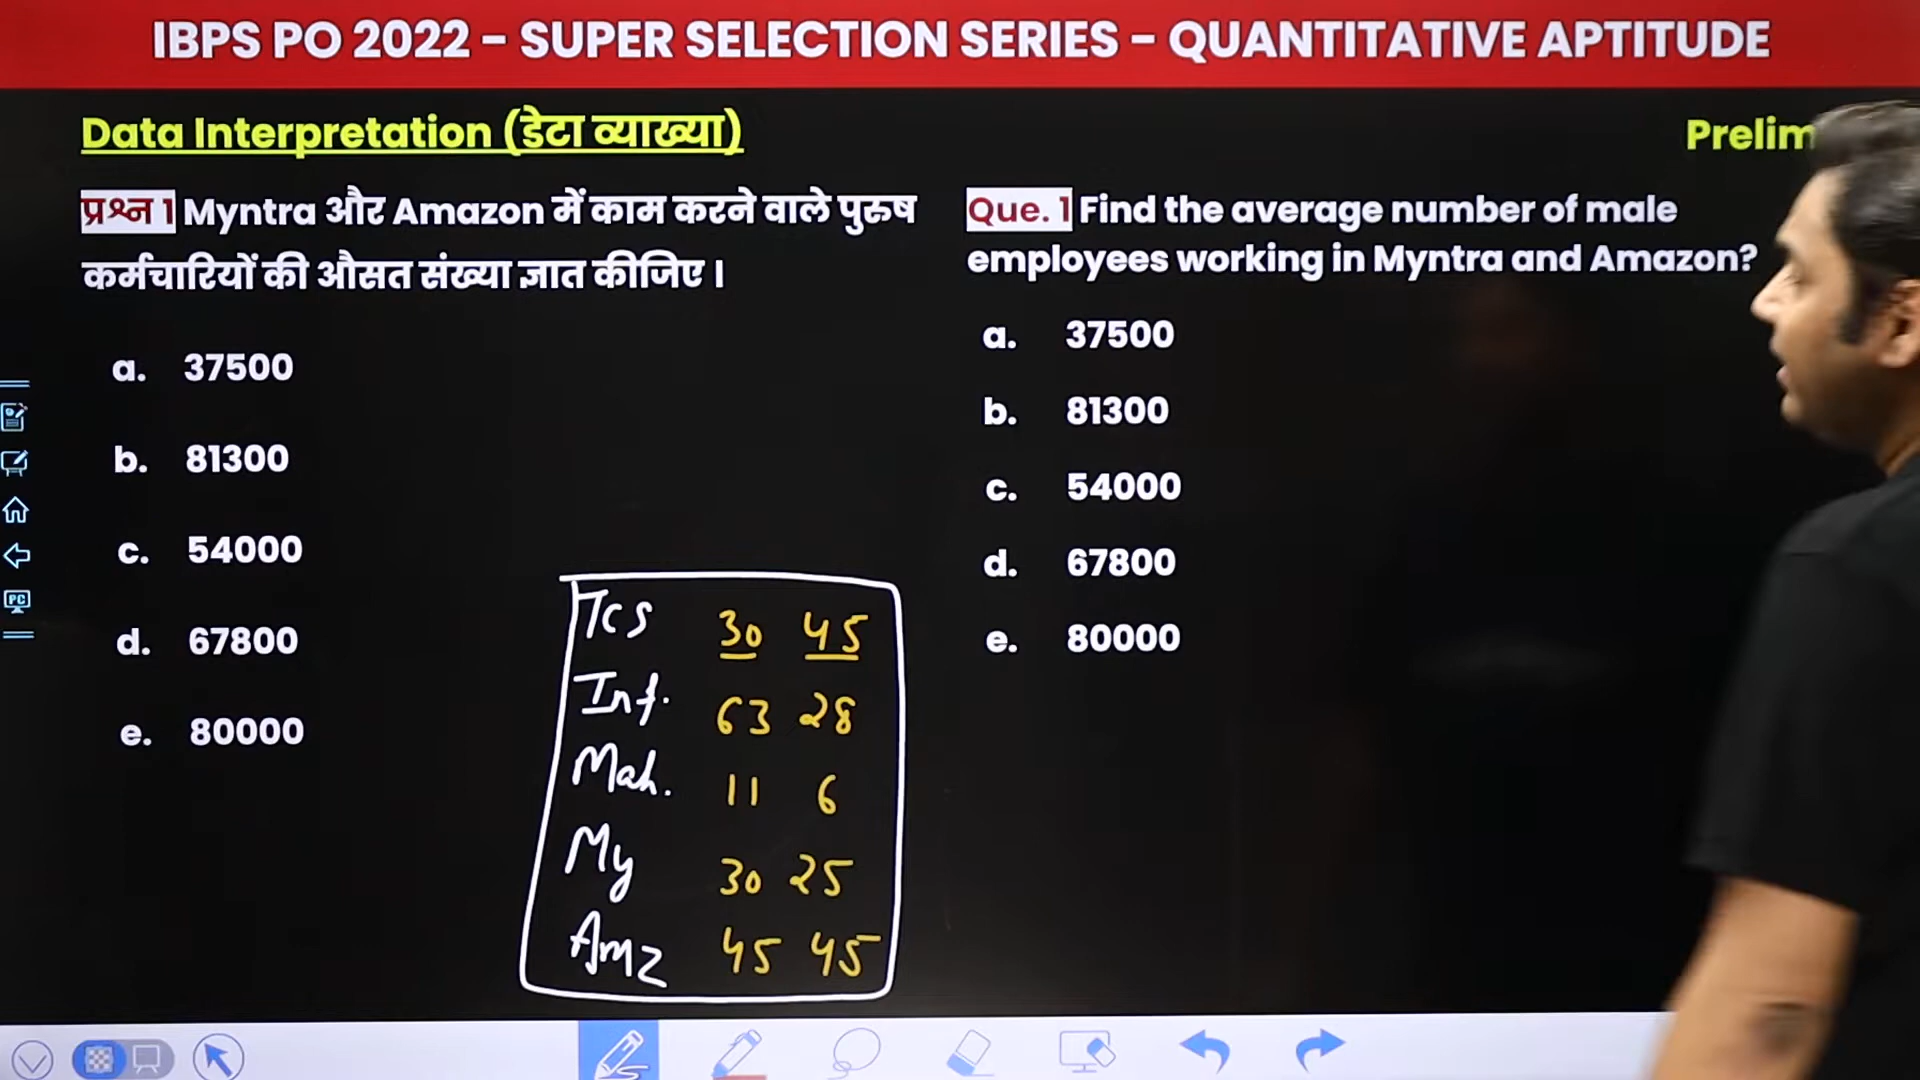 IBPS PO 2022 - SUPER SELECTION SERIES - QUANTITATIVE APTITUDE
Data Interpretation (डेटा व्याख्या)
Prelim
प्रश्न 1 Myntra और Amazon में काम करने वाले पुरुष
कर्मचारियों की औसत संख्या ज्ञात कीजिए ।
a. 37500
b. 81300
c. 54000
d. 67800
e. 80000
Que. 1 Find the average number of male
employees working in Myntra and Amazon?
a. 37500
b. 81300
c. 54000
d. 67800
e. 80000
TCS 30 45
Inf. 63 28
Mah. 11 6
My 30 25
Amz 45 45
PC